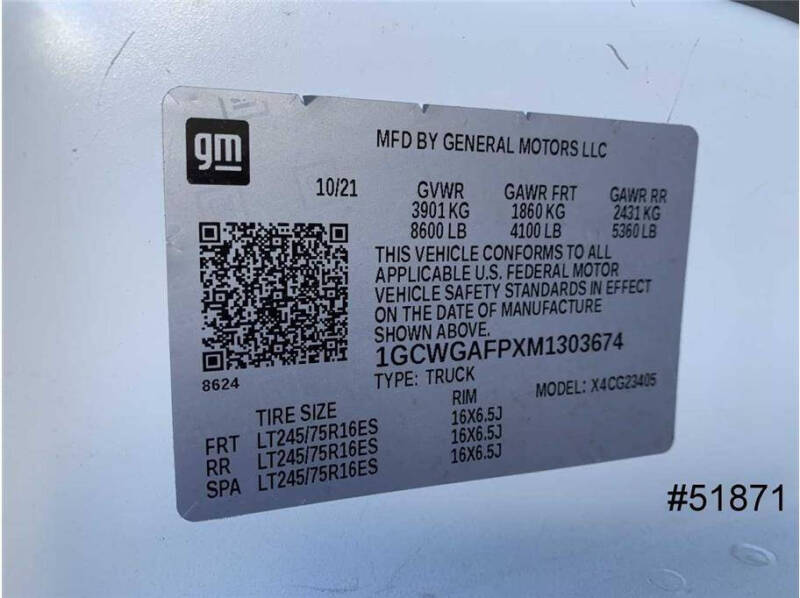 gm
MFD BY GENERAL MOTORS LLC
10/21 GVWR GAWR FRT GAWR RR
3901 KG 1860 KG 2431 KG
8600 LB 4100 LB 5360 LB
THIS VEHICLE CONFORMS TO ALL
APPLICABLE U.S. FEDERAL MOTOR
VEHICLE SAFETY STANDARDS IN EFFECT
ON THE DATE OF MANUFACTURE
SHOWN ABOVE.
1GCWGAFPXM1303674
8624
TYPE: TRUCK MODEL: X4CG23405
TIRE SIZE RIM
FRT LT245/75R16ES 16X6.5J
RR LT245/75R16ES 16X6.5J
SPA LT245/75R16ES 16X6.5J
#51871